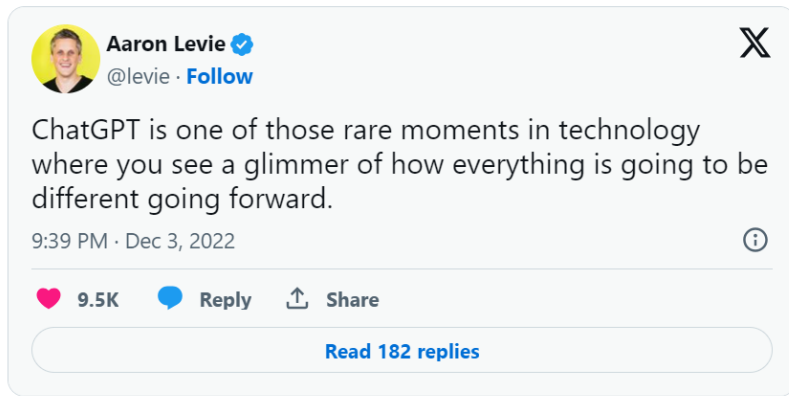 Aaron Levie
@levie · Follow
ChatGPT is one of those rare moments in technology
where you see a glimmer of how everything is going to be
different going forward.
9:39 PM · Dec 3, 2022
9.5K Reply Share
Read 182 replies